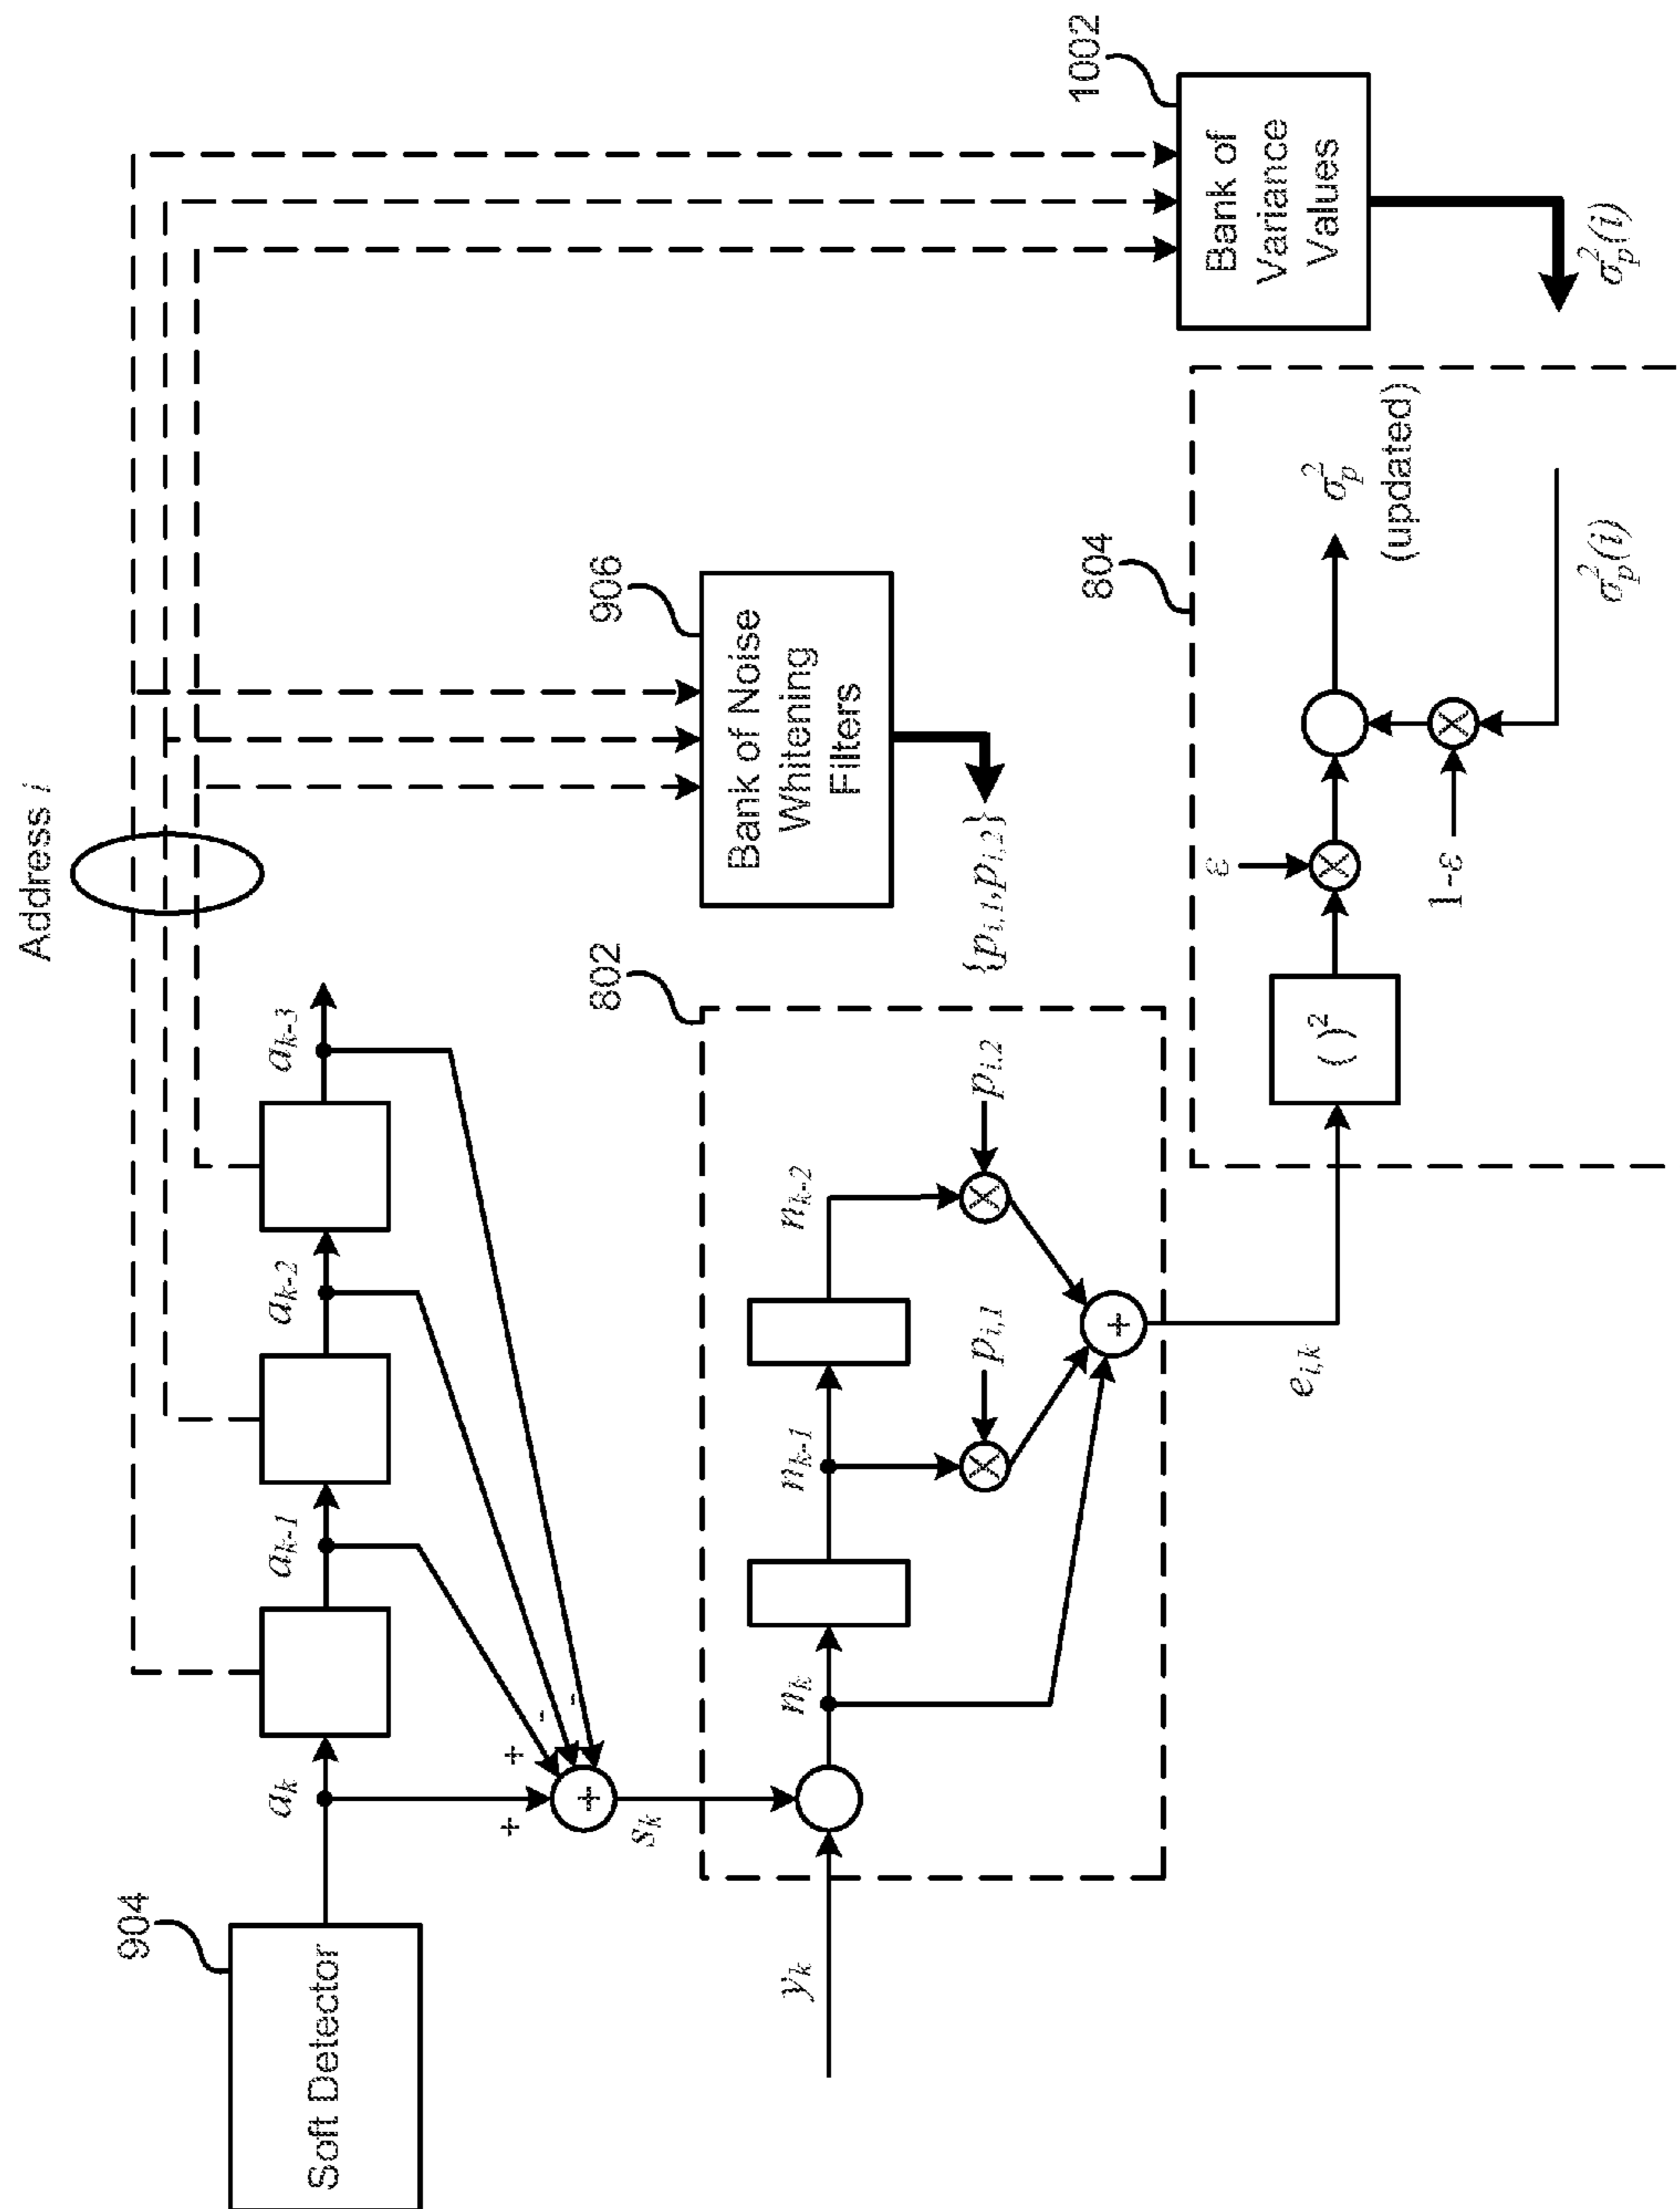 Address i
904
Soft Detector
a_k
a_{k-1}
a_{k-2}
a_{k-3}
+
+
-
-
+
s_k
906
Bank of Noise
Whitening
Filters
{p_{i,1}, p_{i,2}}
1002
Bank of
Variance
Values
σ_p^2(i)
802
y_k
n_k
n_{k-1}
n_{k-2}
×
p_{i,1}
×
p_{i,2}
+
e_{i,k}
804
( )^2
ε
×
σ_p^2
(updated)
1-ε
×
σ_p^2(i)